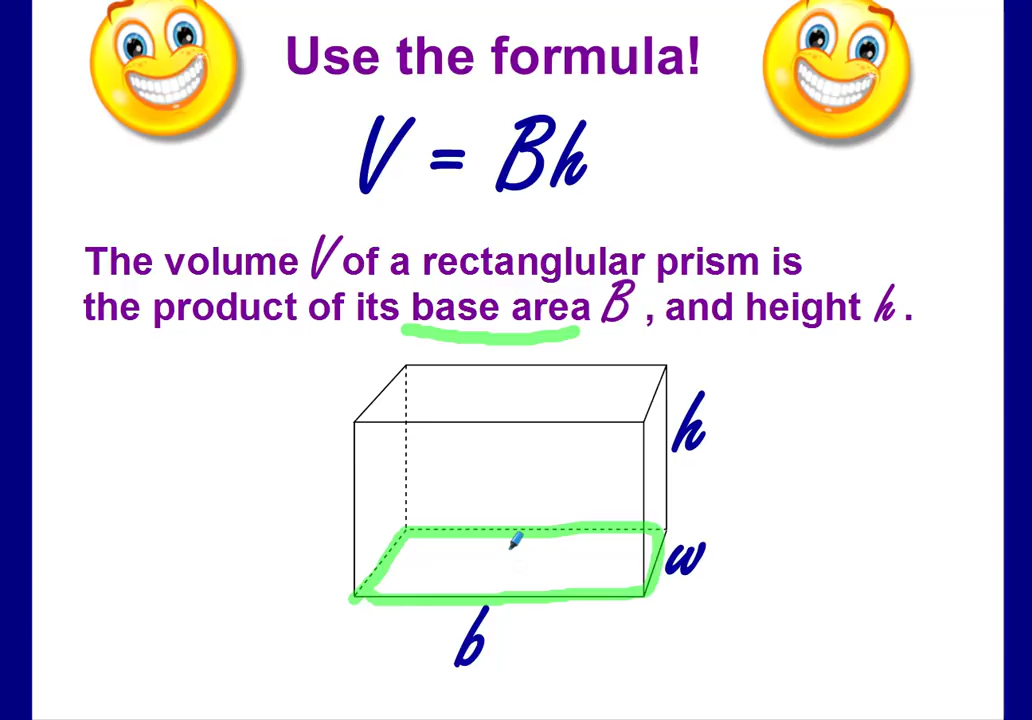 Use the formula!
V = Bh
The volume V of a rectanglular prism is
the product of its base area B , and height h .
h
w
b